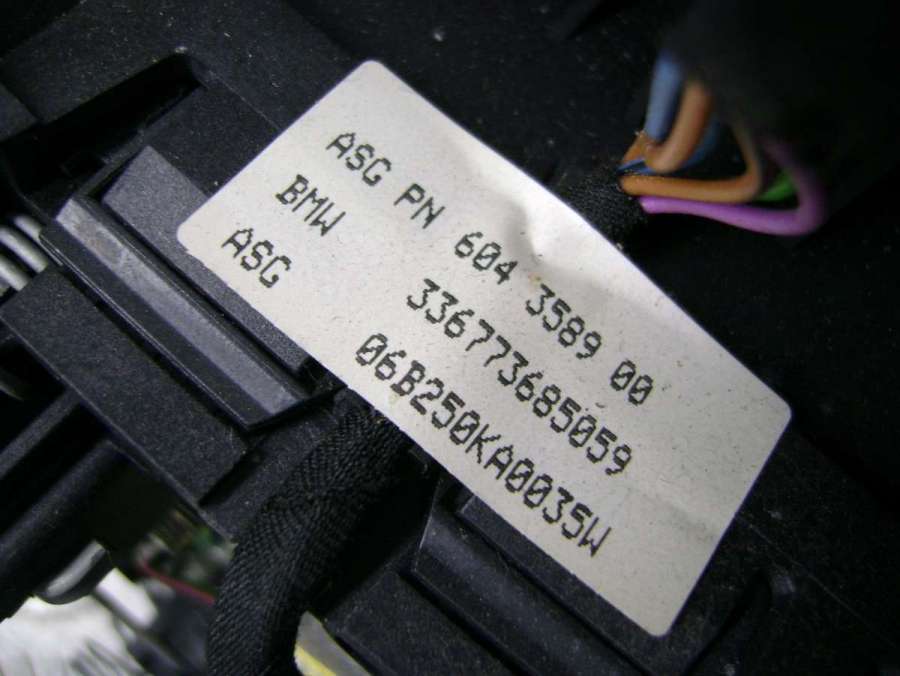 ASG PN 604 3589 00
BMW 33677368505​9
ASG 06B250KA0035W